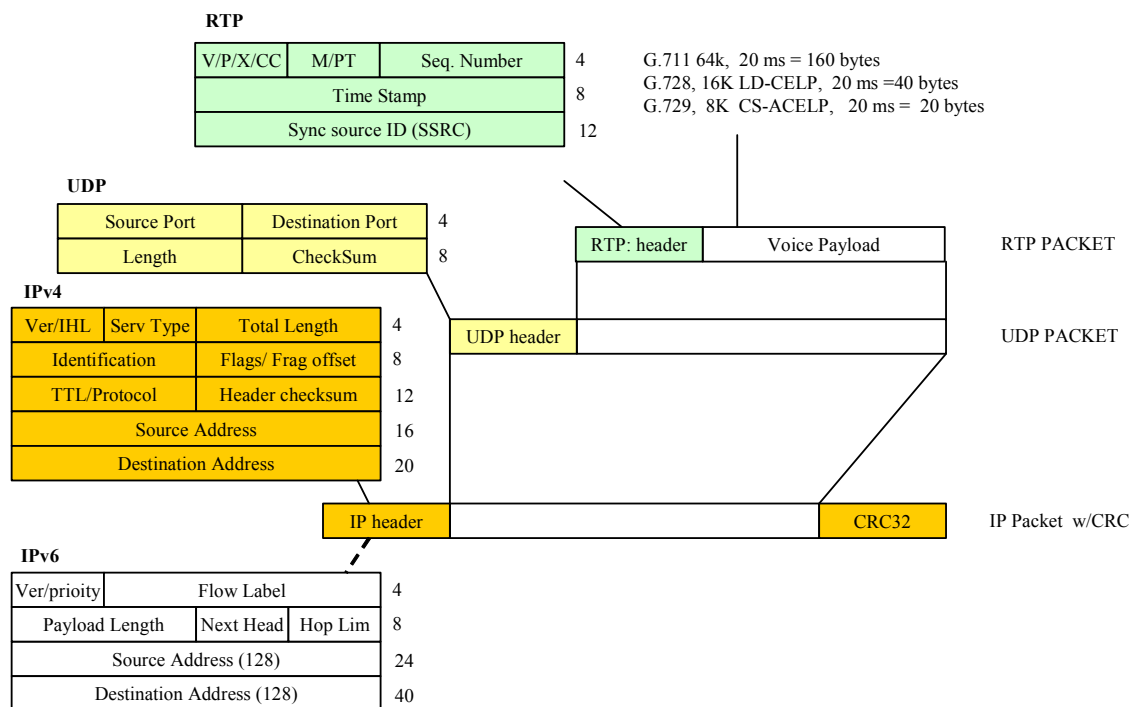 RTP
V/P/X/CC M/PT Seq. Number 4
Time Stamp 8
Sync source ID (SSRC) 12
G.711 64k, 20 ms = 160 bytes
G.728, 16K LD-CELP, 20 ms =40 bytes
G.729, 8K CS-ACELP, 20 ms = 20 bytes
UDP
Source Port Destination Port 4
Length CheckSum 8
RTP: header Voice Payload RTP PACKET
IPv4
Ver/IHL Serv Type Total Length 4
Identification Flags/ Frag offset 8
TTL/Protocol Header checksum 12
Source Address 16
Destination Address 20
UDP header UDP PACKET
IP header CRC32 IP Packet w/CRC
IPv6
Ver/prioity Flow Label 4
Payload Length Next Head Hop Lim 8
Source Address (128) 24
Destination Address (128) 40